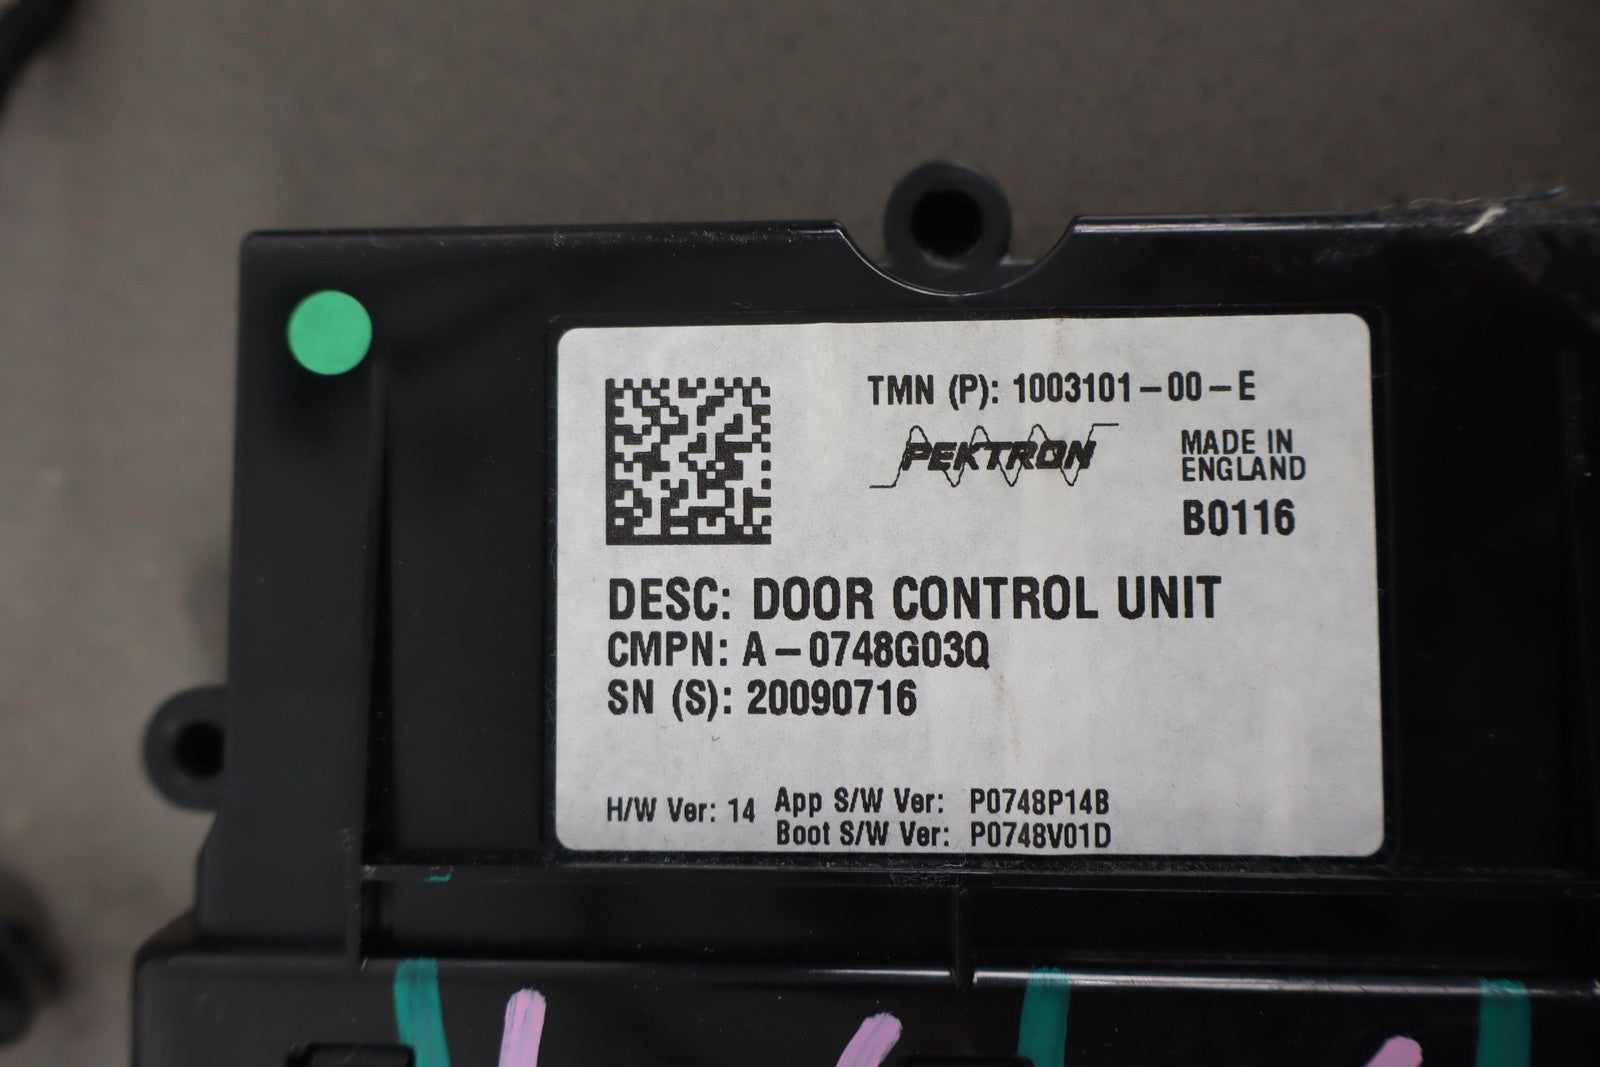 TMN (P): 1003101-00-E
PEKTRON
MADE IN
ENGLAND
B0116
DESC: DOOR CONTROL UNIT
CMPN: A-0748G03Q
SN (S): 20090716
H/W Ver: 14
App S/W Ver: P0748P14B
Boot S/W Ver: P0748V01D